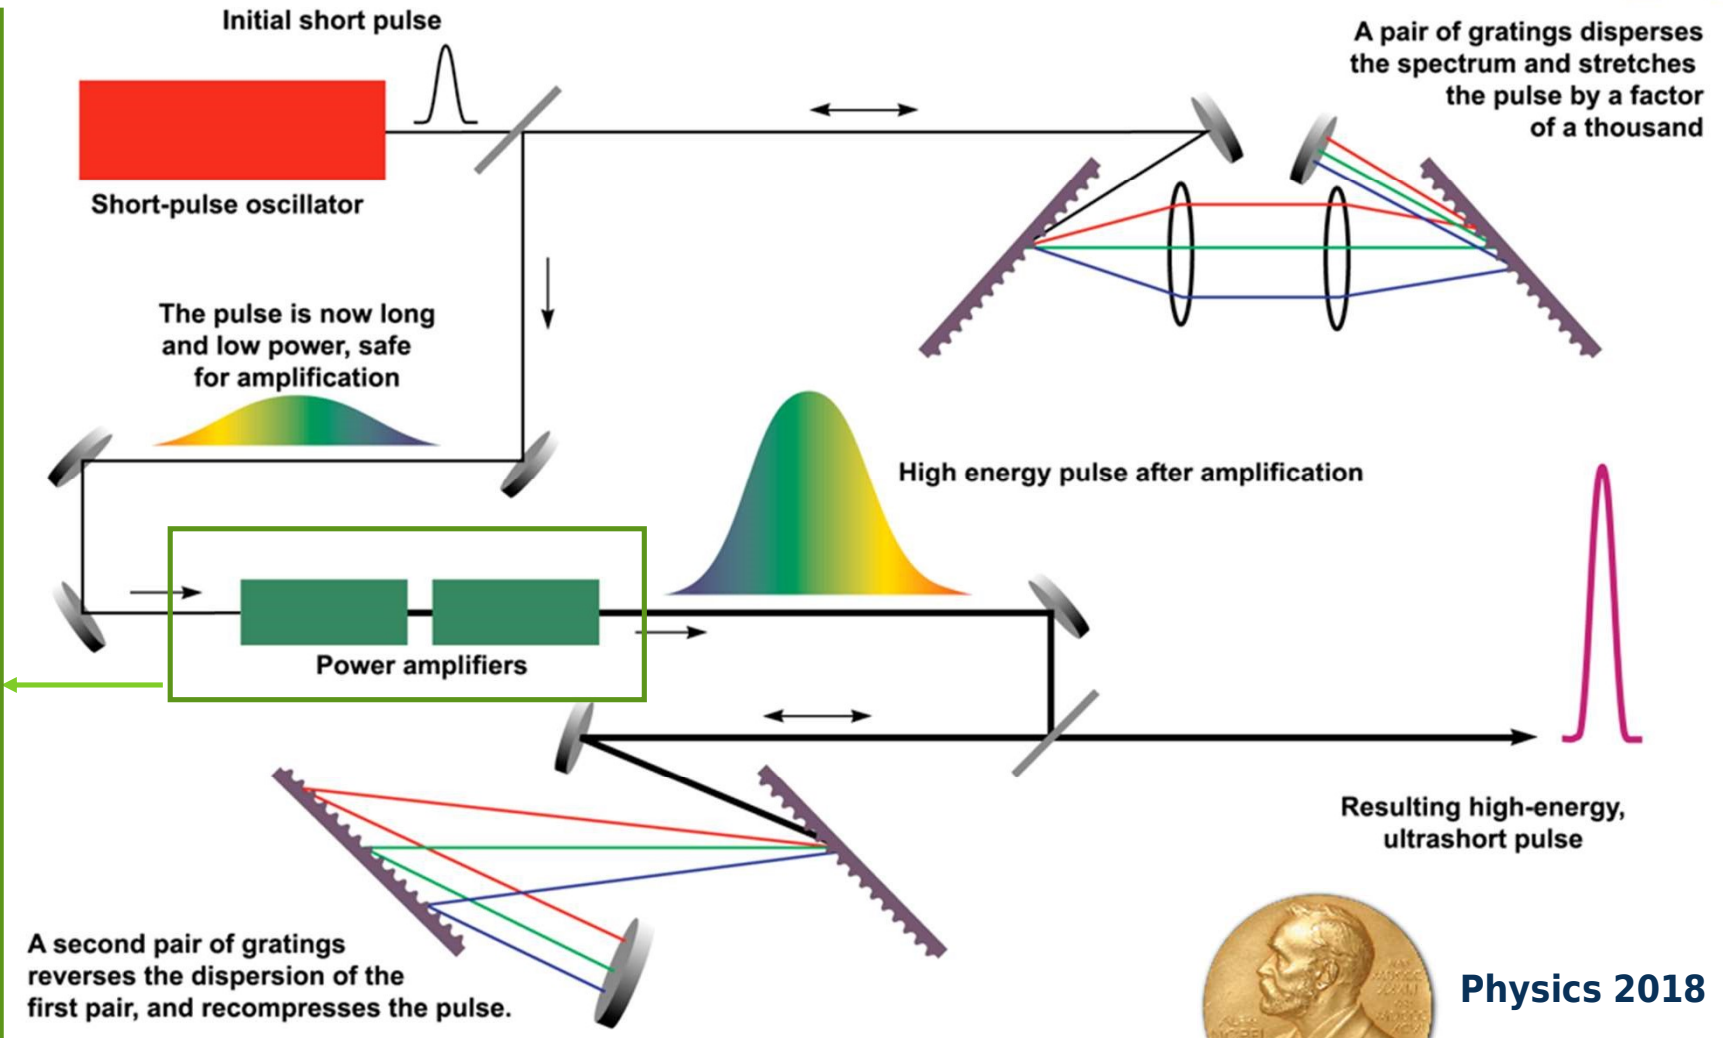 Initial short pulse
A pair of gratings disperses
the spectrum and stretches
the pulse by a factor
of a thousand
Short-pulse oscillator
The pulse is now long
and low power, safe
for amplification
High energy pulse after amplification
Power amplifiers
Resulting high-energy,
ultrashort pulse
A second pair of gratings
reverses the dispersion of the
first pair, and recompresses the pulse.
Physics 2018